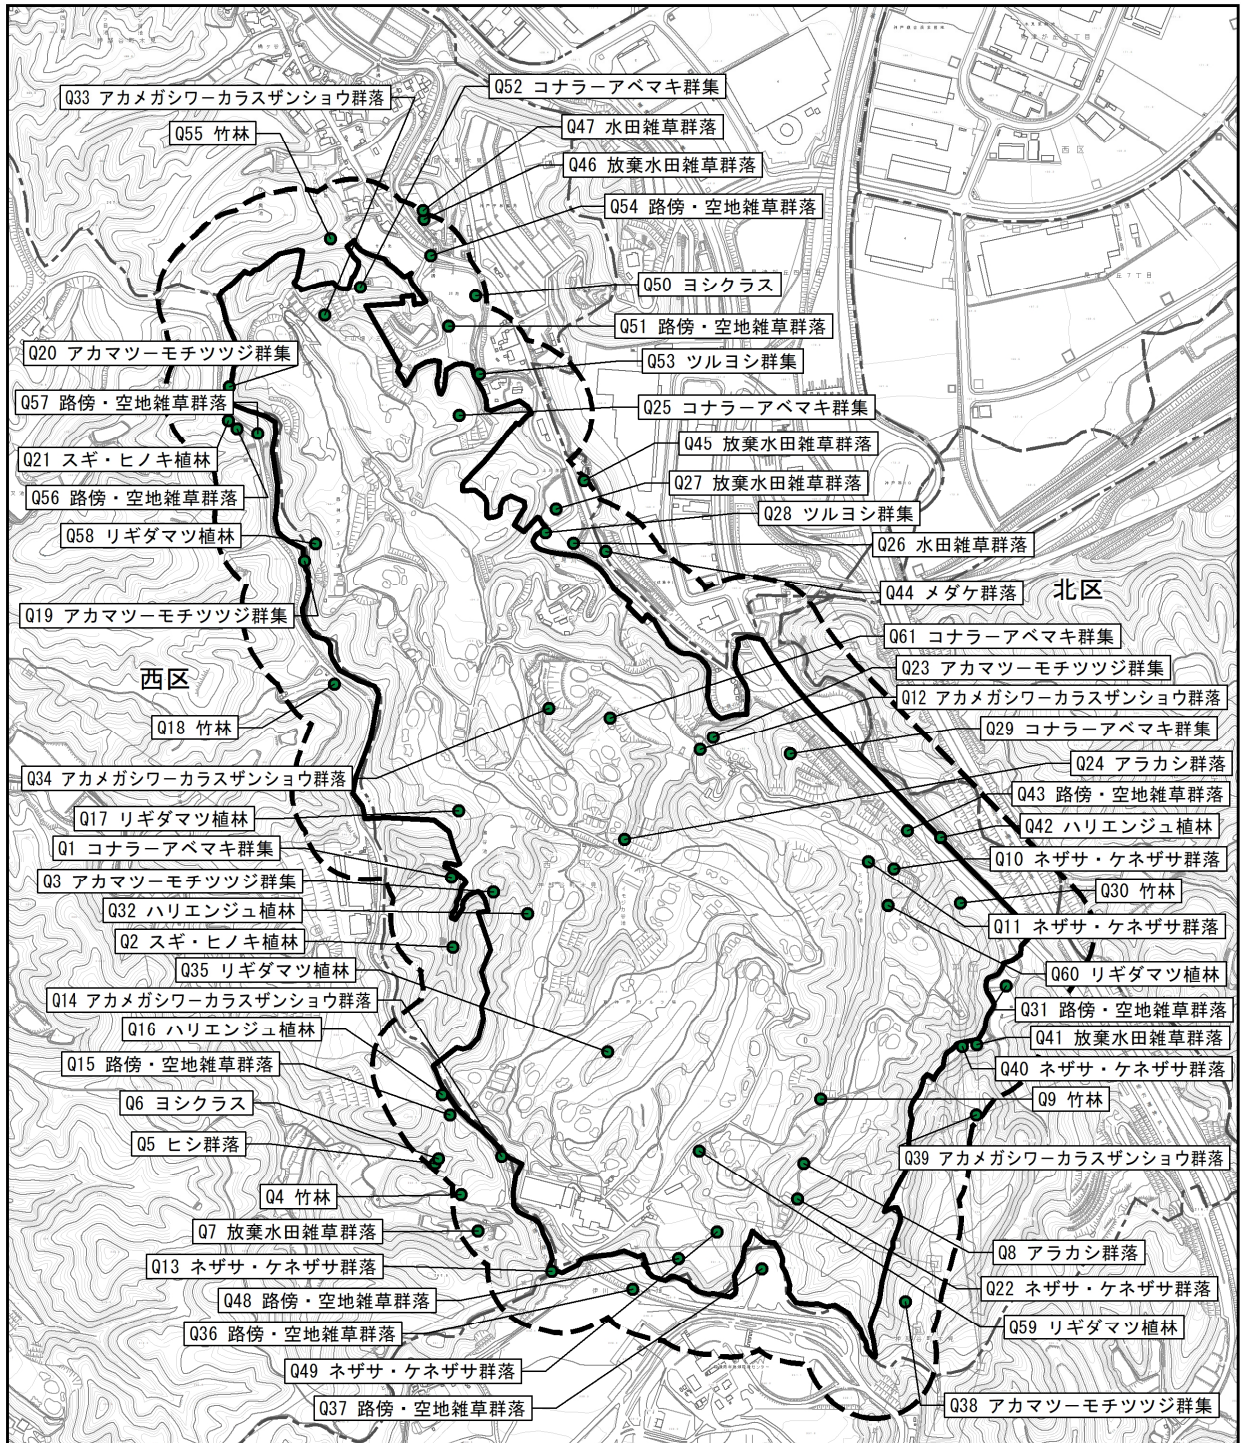 Q33 アカメガシワーカラスザンショウ群落
Q52 コナラーアベマキ群集
Q55 竹林
Q47 水田雑草群落
Q46 放棄水田雑草群落
西区
Q54 路傍・空地雑草群落
Q50 ヨシクラス
Q51 路傍・空地雑草群落
Q20 アカマツーモチツツジ群集
Q53 ツルヨシ群集
Q57 路傍・空地雑草群落
Q25 コナラーアベマキ群集
Q45 放棄水田雑草群落
Q21 スギ・ヒノキ植林
Q27 放棄水田雑草群落
Q56 路傍・空地雑草群落
Q28 ツルヨシ群集
Q58 リギダマツ植林
Q26 水田雑草群落
Q44 メダケ群落
北区
Q19 アカマツーモチツツジ群集
Q61 コナラーアベマキ群集
Q23 アカマツーモチツツジ群集
西区
Q12 アカメガシワーカラスザンショウ群落
Q18 竹林
Q29 コナラーアベマキ群集
Q24 アラカシ群落
Q34 アカメガシワーカラスザンショウ群落
Q43 路傍・空地雑草群落
Q17 リギダマツ植林
Q42 ハリエンジュ植林
Q1 コナラーアベマキ群集
Q10 ネザサ・ケネザサ群落
Q3 アカマツーモチツツジ群集
Q30 竹林
Q32 ハリエンジュ植林
Q11 ネザサ・ケネザサ群落
Q2 スギ・ヒノキ植林
Q35 リギダマツ植林
Q60 リギダマツ植林
Q14 アカメガシワーカラスザンショウ群落
Q31 路傍・空地雑草群落
Q16 ハリエンジュ植林
Q41 放棄水田雑草群落
Q15 路傍・空地雑草群落
Q40 ネザサ・ケネザサ群落
Q6 ヨシクラス
Q9 竹林
Q5 ヒシ群落
Q39 アカメガシワーカラスザンショウ群落
Q4 竹林
Q7 放棄水田雑草群落
Q8 アラカシ群落
Q13 ネザサ・ケネザサ群落
Q22 ネザサ・ケネザサ群落
Q48 路傍・空地雑草群落
Q59 リギダマツ植林
Q36 路傍・空地雑草群落
Q49 ネザサ・ケネザサ群落
Q37 路傍・空地雑草群落
Q38 アカマツーモチツツジ群集